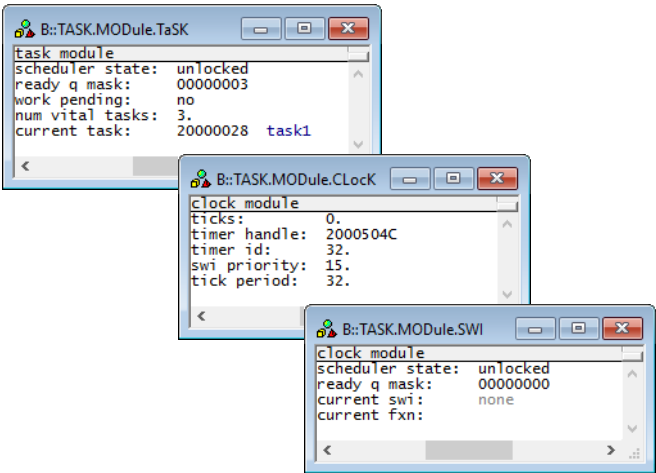 B::TASK.MODule.TaSK
task module
scheduler state: unlocked
ready q mask: 00000003
work pending: no
num vital tasks: 3.
current task: 20000028 task1
B::TASK.MODule.CLocK
clock module
ticks: 0.
timer handle: 2000504C
timer id: 32.
swi priority: 15.
tick period: 32.
B::TASK.MODule.SWI
clock module
scheduler state: unlocked
ready q mask: 00000000
current swi: none
current fxn: